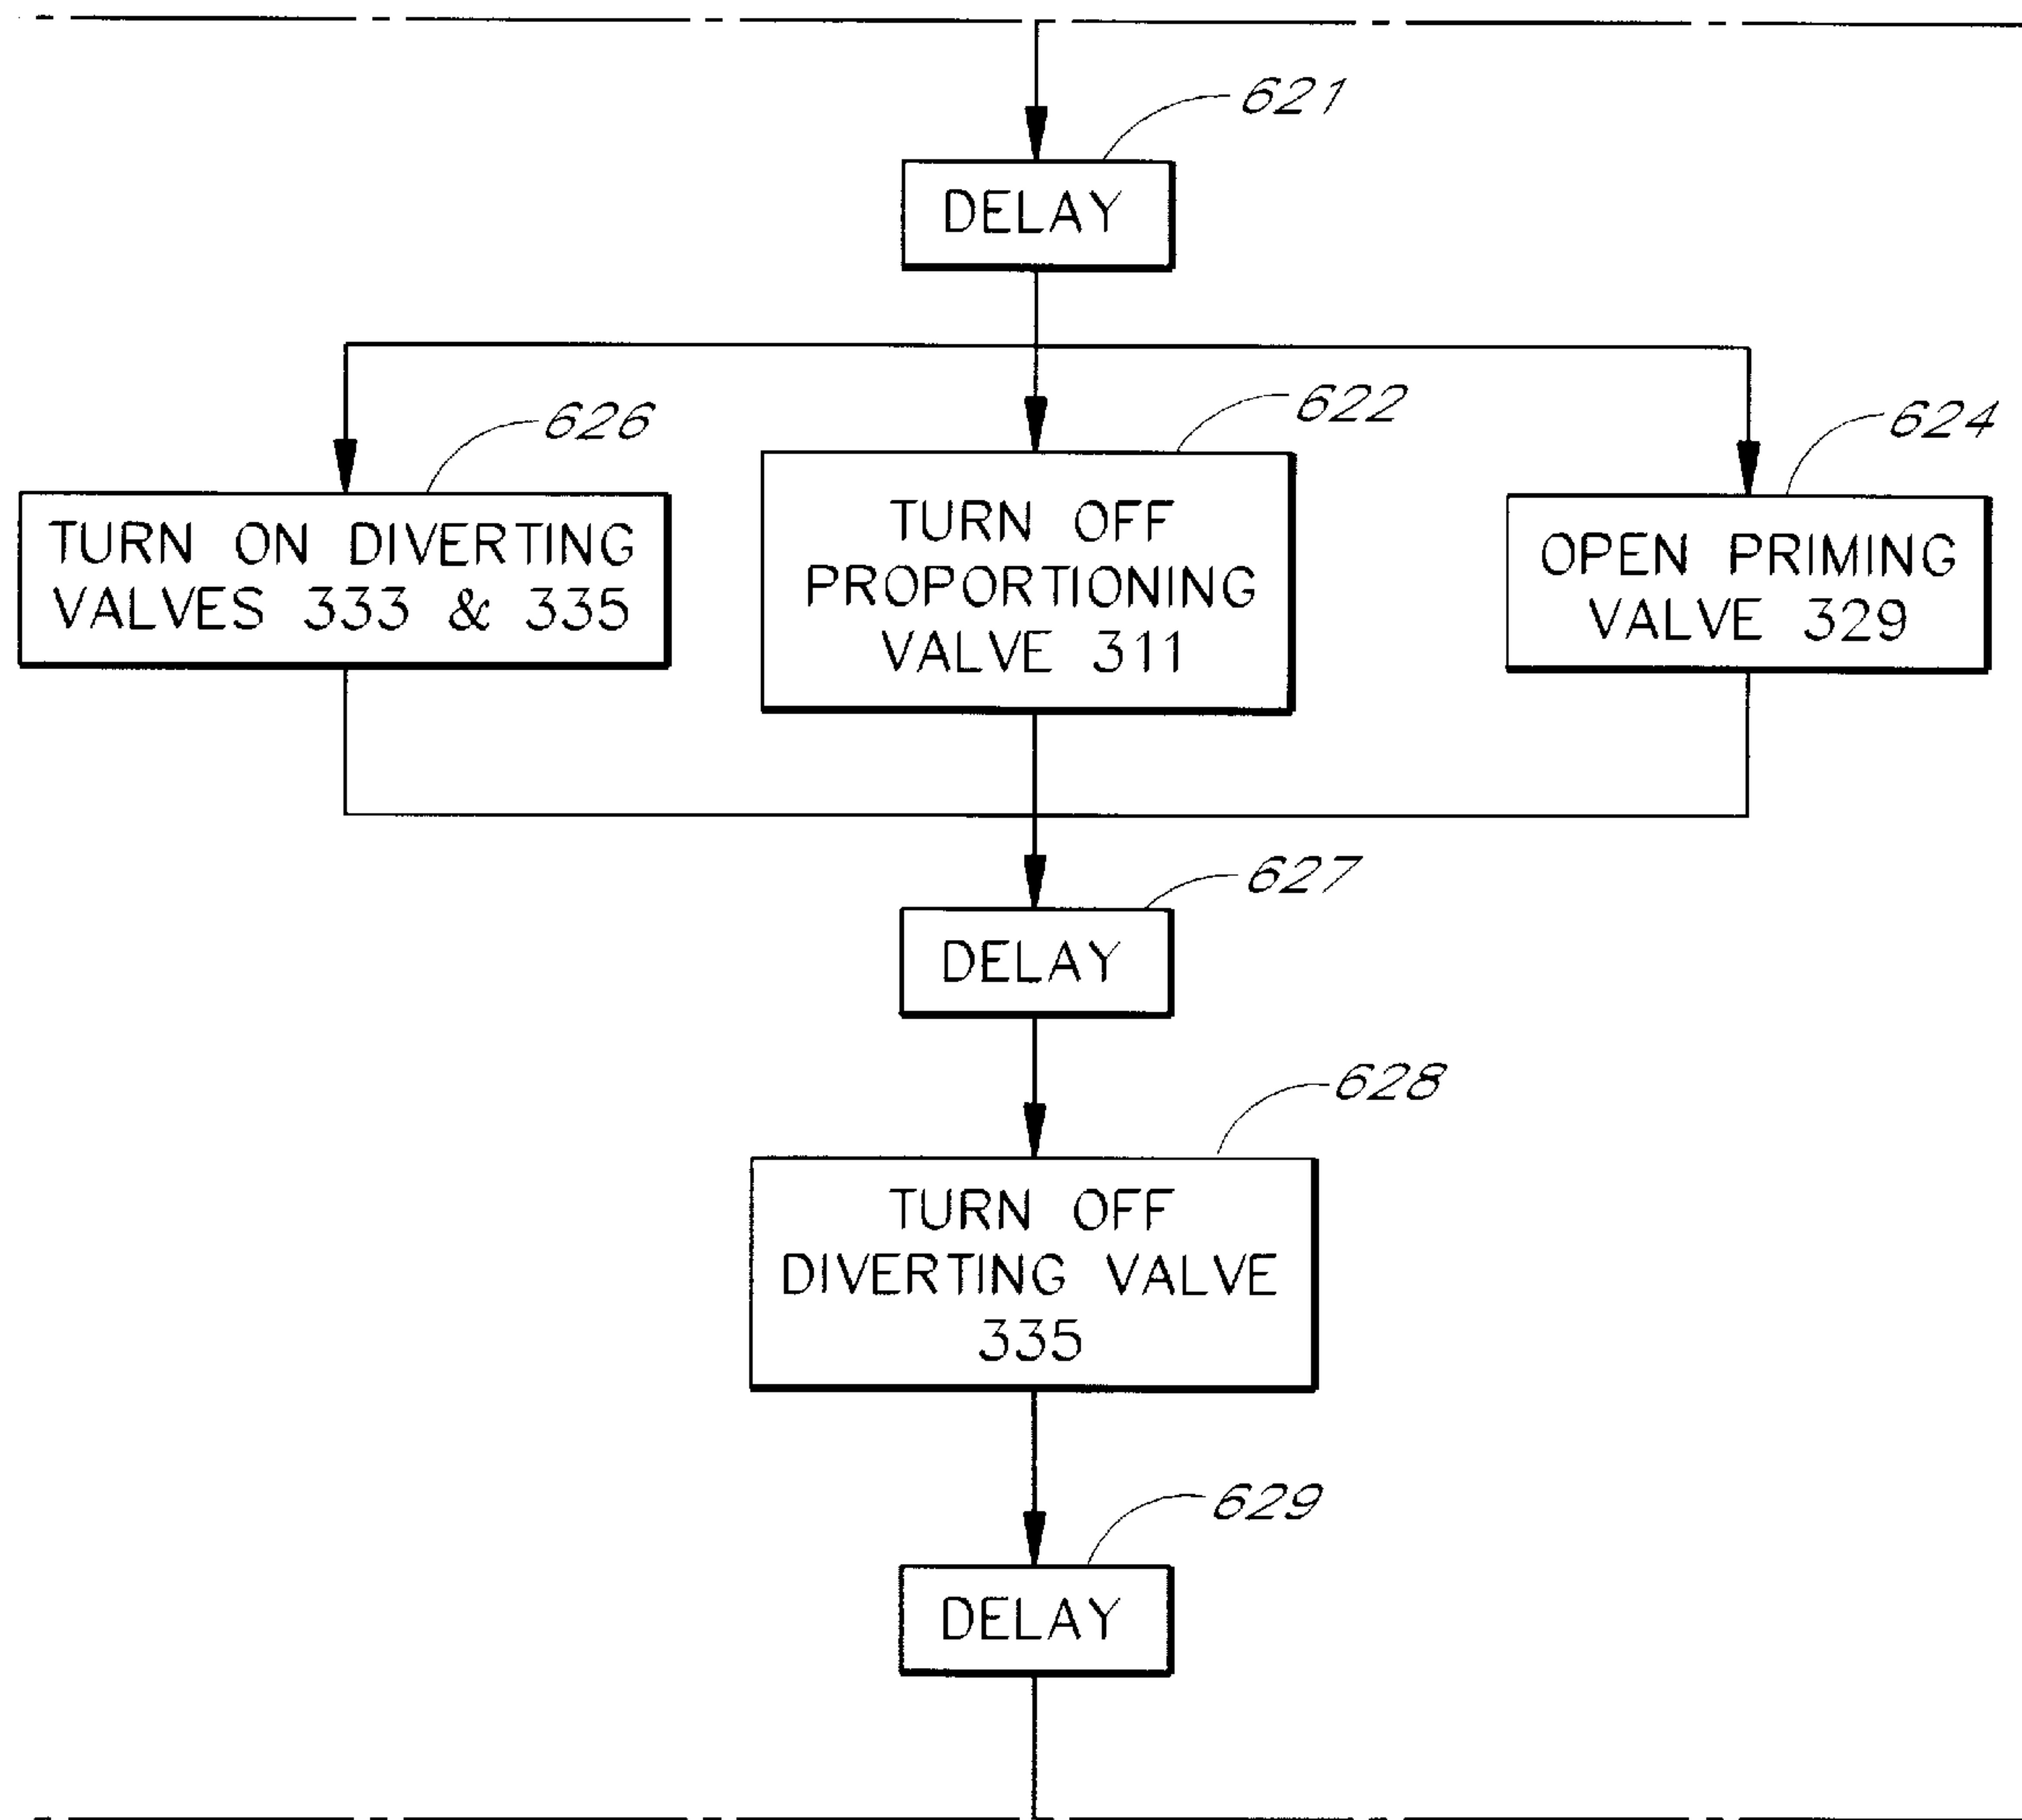 621
DELAY
626
TURN ON DIVERTING
VALVES 333 & 335
622
TURN OFF
PROPORTIONING
VALVE 311
624
OPEN PRIMING
VALVE 329
627
DELAY
628
TURN OFF
DIVERTING VALVE
335
629
DELAY